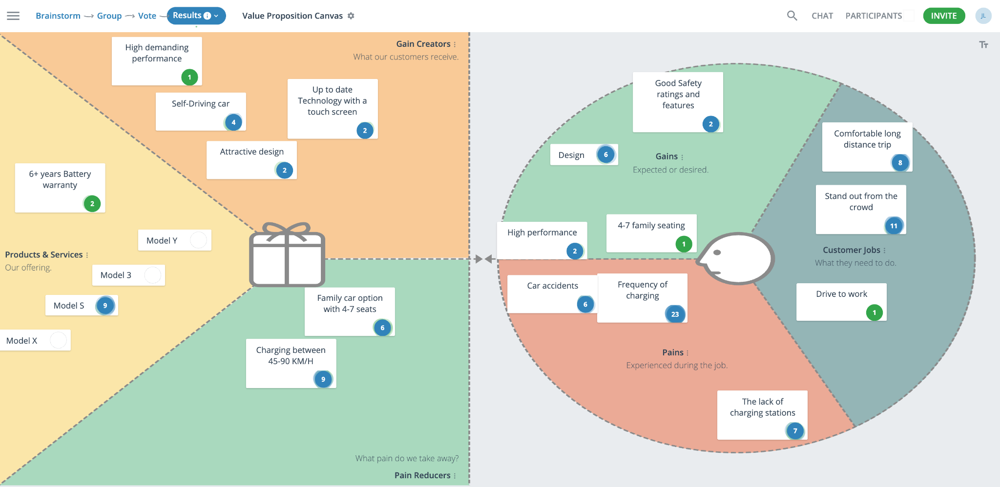 Brainstorm Group Vote Results i Value Proposition Canvas CHAT PARTICIPANTS INVITE JL
Tт
Gain Creators
What our customers receive.
High demanding
performance
1
Self-Driving car
4
Up to date
Technology with a
touch screen
2
Attractive design
2
6+ years Battery
warranty
2
Model Y
Products & Services
Our offering.
Model 3
Model S 9
Model X
Family car option
with 4-7 seats
6
Charging between
45-90 KM/H
9
What pain do we take away?
Pain Reducers
Good Safety
ratings and
features
2
Design 6
Gains
Expected or desired.
High performance
2
4-7 family seating
1
Comfortable long
distance trip
8
Stand out from the
crowd
11
Customer Jobs
What they need to do.
Drive to work
1
Car accidents
6
Frequency of
charging
23
Pains
Experienced during the job.
The lack of
charging stations
7